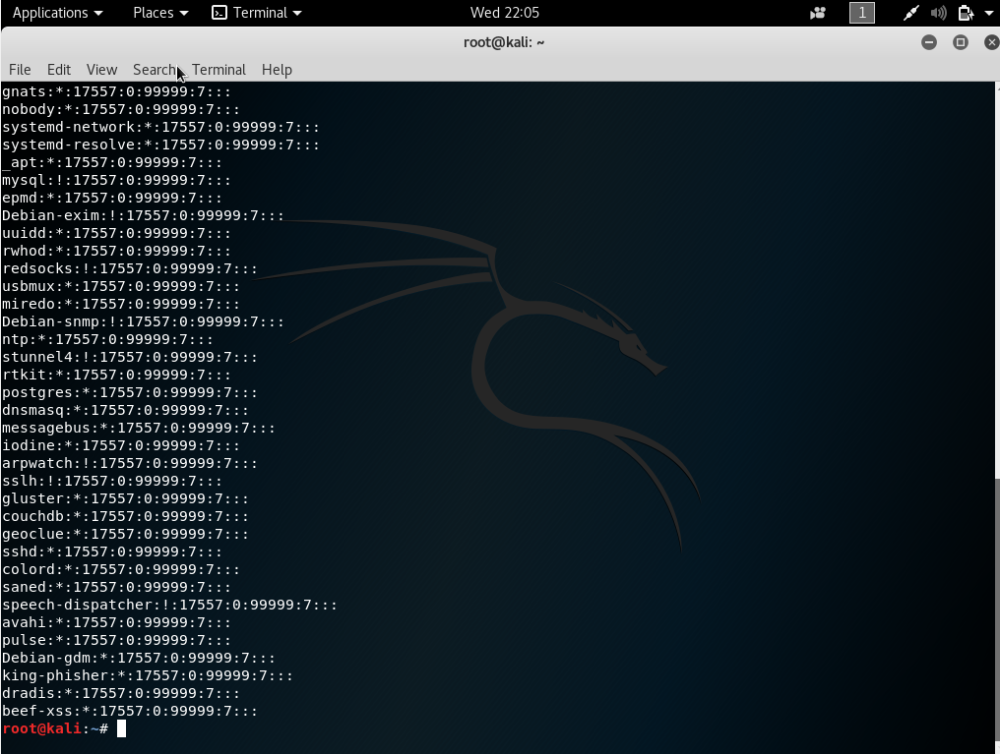 Applications Places Terminal Wed 22:05 1
root@kali: ~
File Edit View Search Terminal Help
gnats:*:17557:0:99999:7:::
nobody:*:17557:0:99999:7:::
systemd-network:*:17557:0:99999:7:::
systemd-resolve:*:17557:0:99999:7:::
_apt:*:17557:0:99999:7:::
mysql:!:17557:0:99999:7:::
epmd:*:17557:0:99999:7:::
Debian-exim:!:17557:0:99999:7:::
uuidd:*:17557:0:99999:7:::
rwhod:*:17557:0:99999:7:::
redsocks:!:17557:0:99999:7:::
usbmux:*:17557:0:99999:7:::
miredo:*:17557:0:99999:7:::
Debian-snmp:!:17557:0:99999:7:::
ntp:*:17557:0:99999:7:::
stunnel4:!:17557:0:99999:7:::
rtkit:*:17557:0:99999:7:::
postgres:*:17557:0:99999:7:::
dnsmasq:*:17557:0:99999:7:::
messagebus:*:17557:0:99999:7:::
iodine:*:17557:0:99999:7:::
arpwatch:!:17557:0:99999:7:::
sslh:!:17557:0:99999:7:::
gluster:*:17557:0:99999:7:::
couchdb:*:17557:0:99999:7:::
geoclue:*:17557:0:99999:7:::
sshd:*:17557:0:99999:7:::
colord:*:17557:0:99999:7:::
saned:*:17557:0:99999:7:::
speech-dispatcher:!:17557:0:99999:7:::
avahi:*:17557:0:99999:7:::
pulse:*:17557:0:99999:7:::
Debian-gdm:*:17557:0:99999:7:::
king-phisher:*:17557:0:99999:7:::
dradis:*:17557:0:99999:7:::
beef-xss:*:17557:0:99999:7:::
root@kali:~#